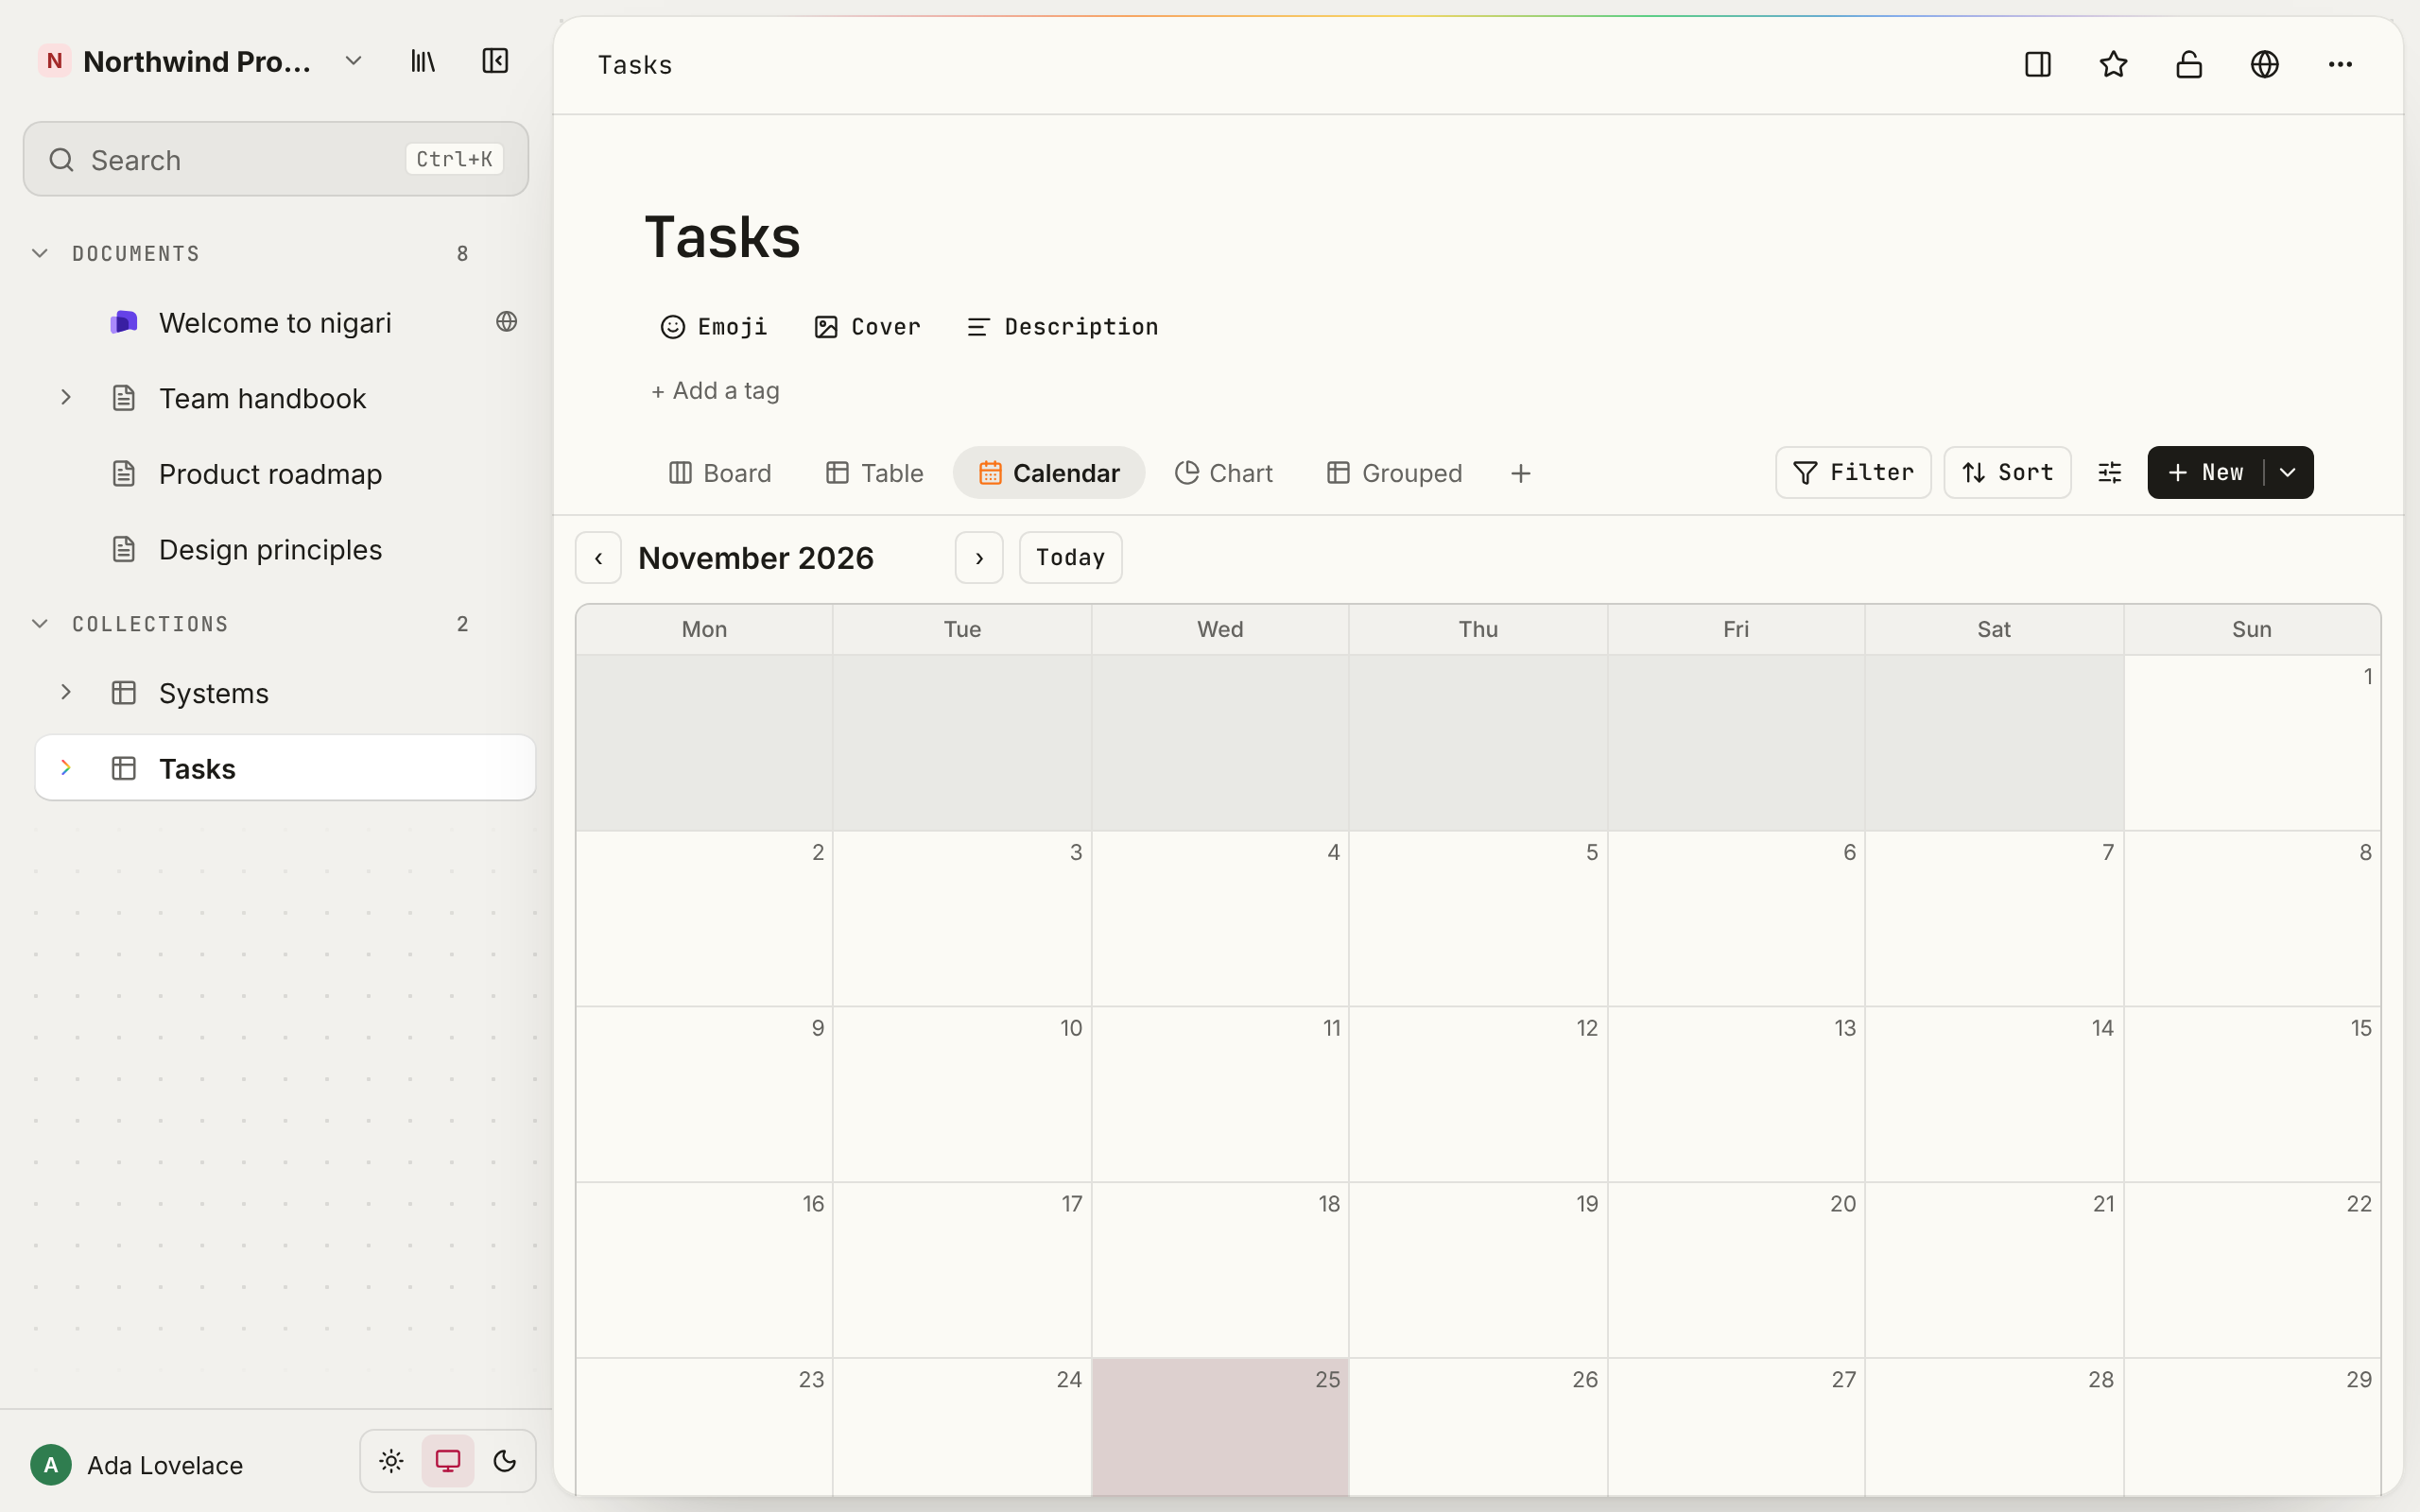 N Northwind Pro...
Search Ctrl+K
DOCUMENTS 8
Welcome to nigari
Team handbook
Product roadmap
Design principles
COLLECTIONS 2
Systems
Tasks
A Ada Lovelace
Tasks
Tasks
Emoji Cover Description
+ Add a tag
Board Table Calendar Chart Grouped + Filter Sort + New
‹ November 2026 › Today
Mon Tue Wed Thu Fri Sat Sun
1
2 3 4 5 6 7 8
9 10 11 12 13 14 15
16 17 18 19 20 21 22
23 24 25 26 27 28 29